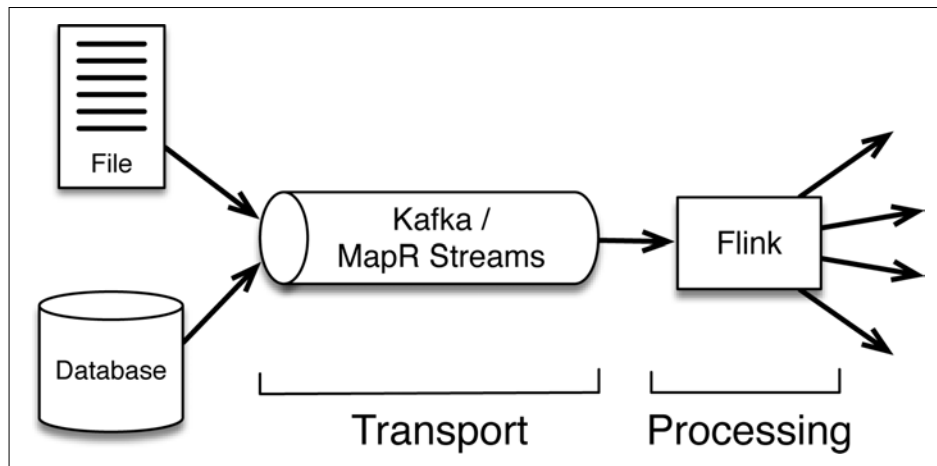 File
Kafka /
MapR Streams
Flink
Database
Transport
Processing